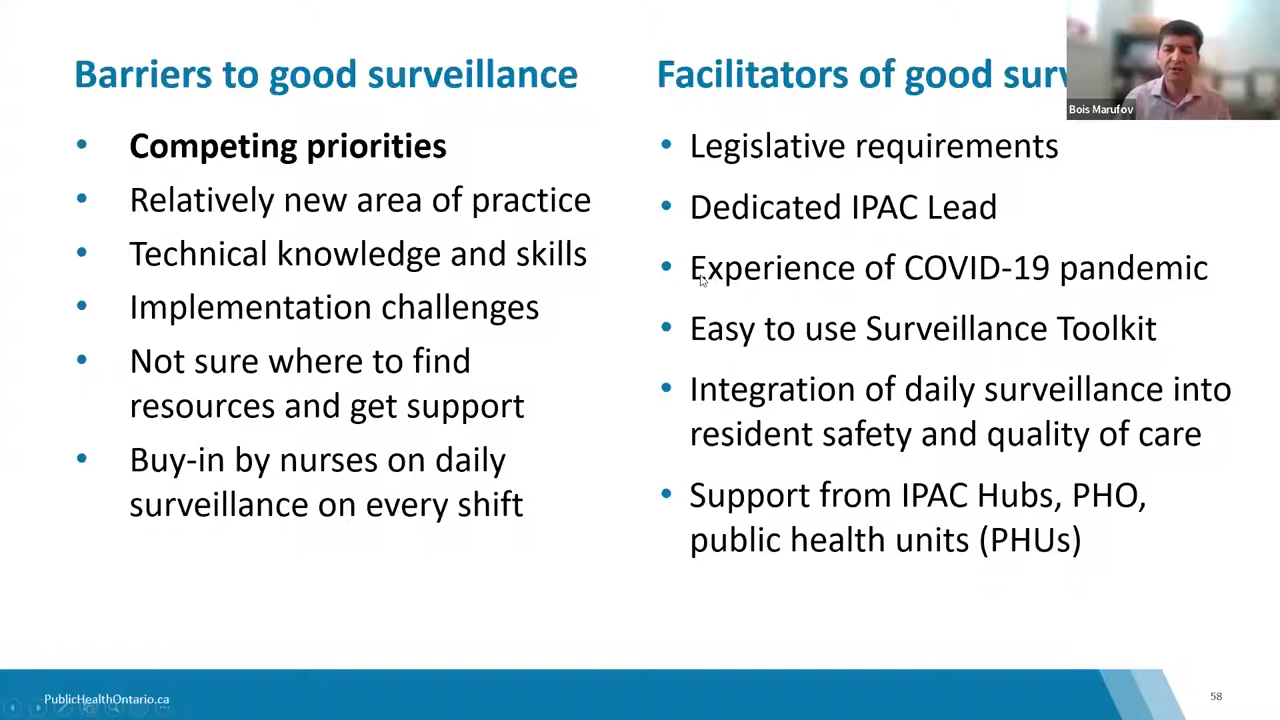 Barriers to good surveillance
Competing priorities
Relatively new area of practice
Technical knowledge and skills
Implementation challenges
Not sure where to find
resources and get support
Buy-in by nurses on daily
surveillance on every shift
Facilitators of good
Legislative requirements
Dedicated IPAC Lead
Experience of COVID-19 pandemic
Easy to use Surveillance Toolkit
Integration of daily surveillance into
resident safety and quality of care
Support from IPAC Hubs, PHO,
public health units (PHUs)
Bois Marufov
PublicHealthOntario.ca
58